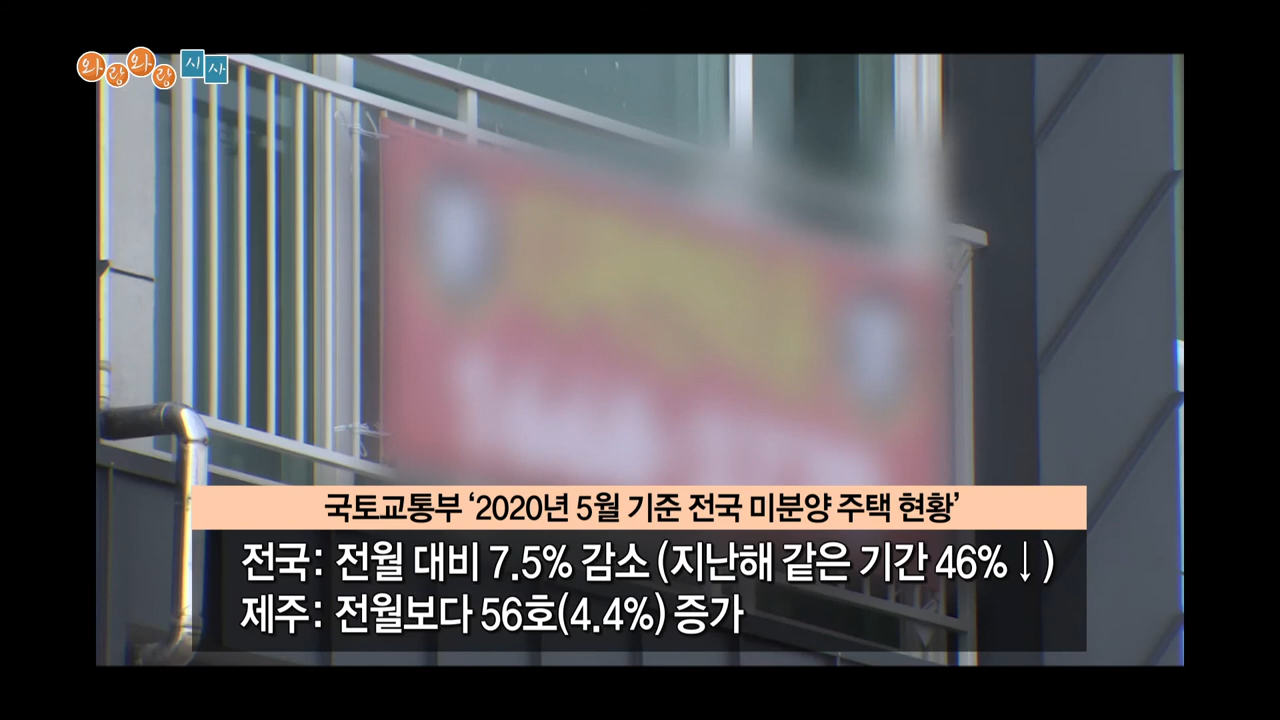 와랑와랑 시사
국토교통부 ‘2020년 5월 기준 전국 미분양 주택 현황’
전국: 전월 대비 7.5% 감소 (지난해 같은 기간 46%↓)
제주: 전월보다 56호(4.4%) 증가